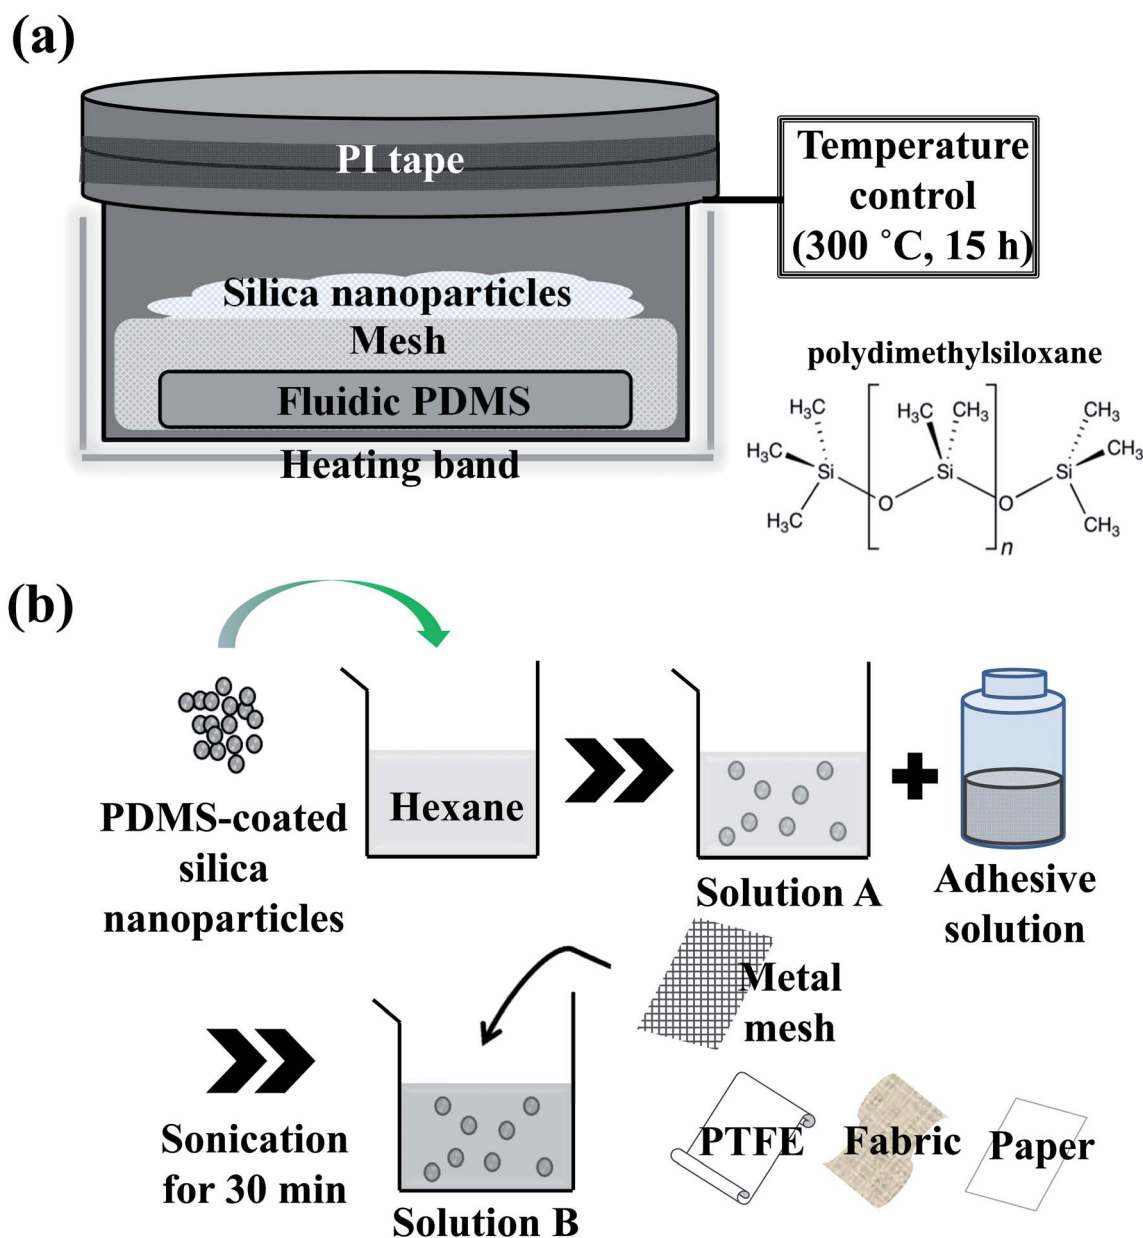 (a)
PI tape
Temperature
control
(300 ˚C, 15 h)
Silica nanoparticles
Mesh
Fluidic PDMS
Heating band
polydimethylsiloxane
H₃C
H₃C
CH₃
CH₃
H₃C
CH₃
Si
Si
Si
O
O
H₃C
CH₃
n
(b)
Hexane
PDMS-coated
silica
nanoparticles
Solution A
Adhesive
solution
Metal
mesh
Sonication
for 30 min
Solution B
PTFE
Fabric
Paper